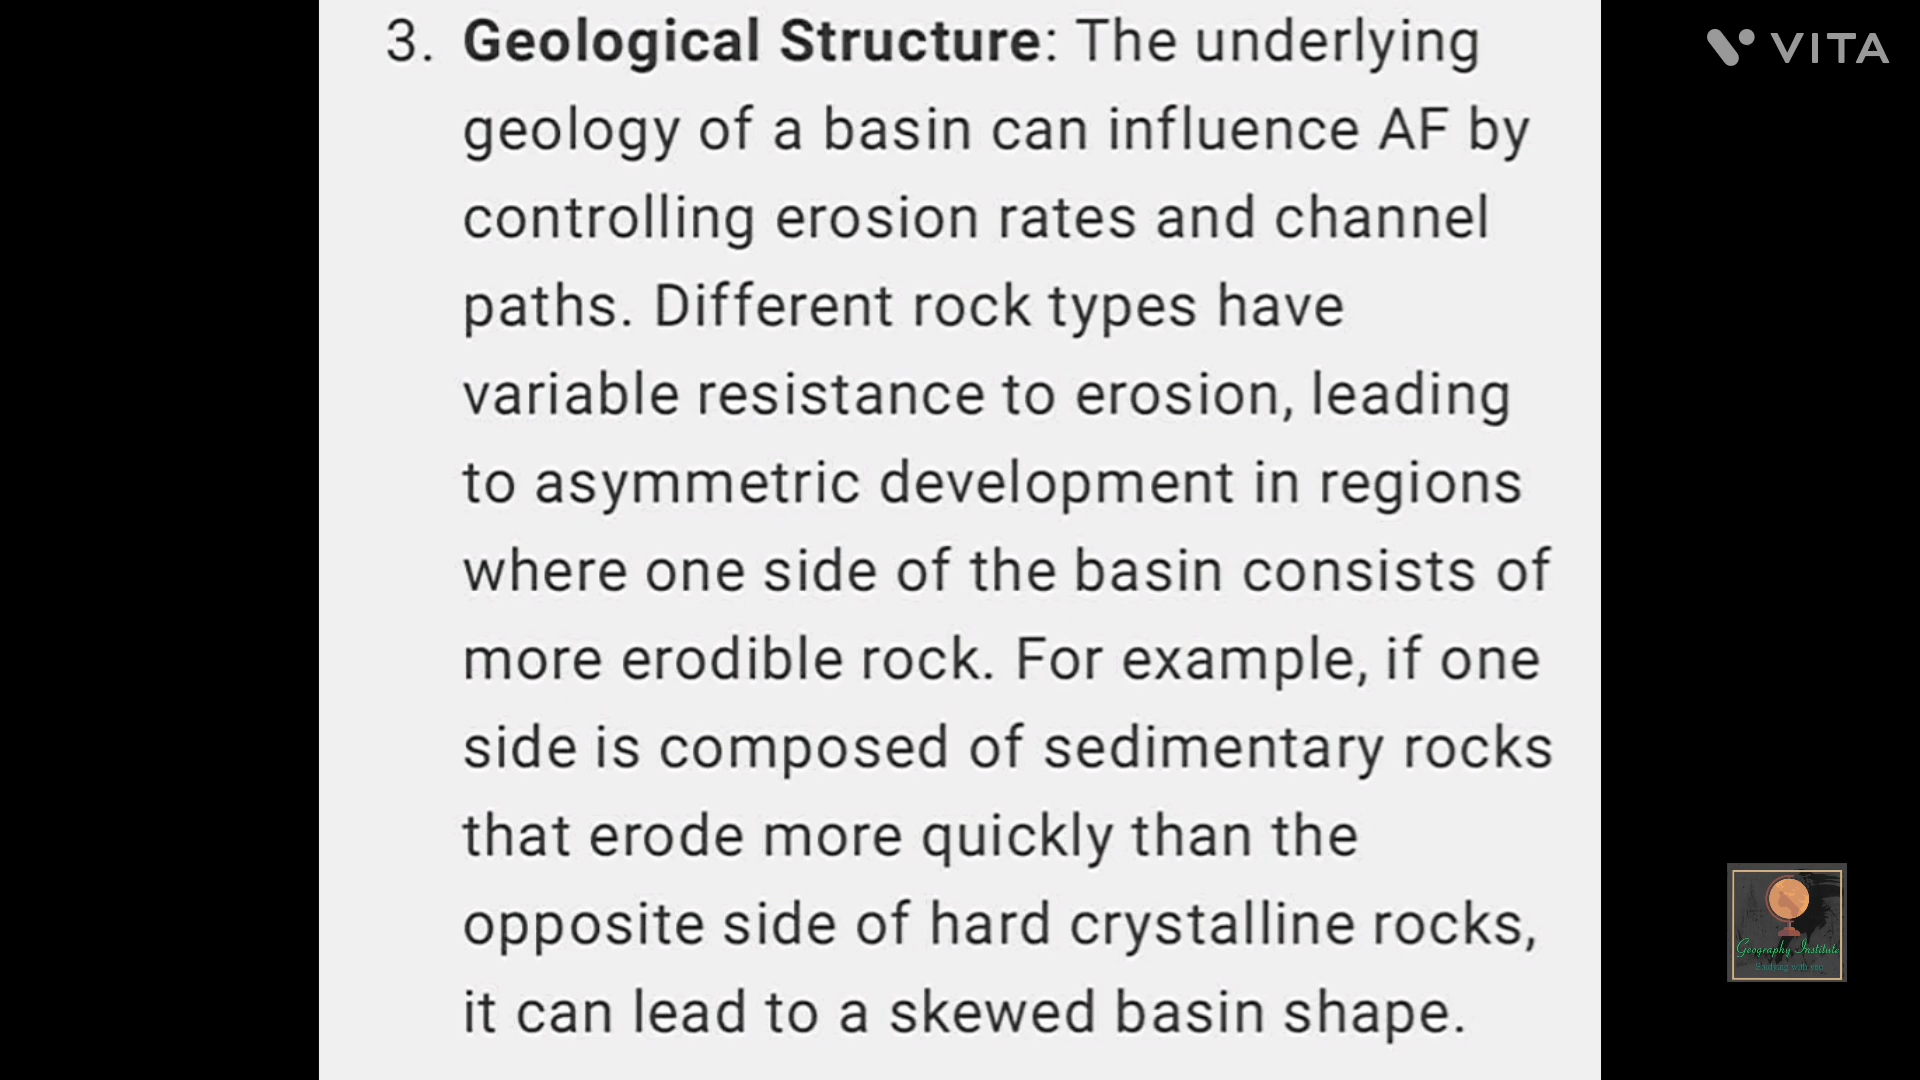 3. Geological Structure: The underlying
geology of a basin can influence AF by
controlling erosion rates and channel
paths. Different rock types have
variable resistance to erosion, leading
to asymmetric development in regions
where one side of the basin consists of
more erodible rock. For example, if one
side is composed of sedimentary rocks
that erode more quickly than the
opposite side of hard crystalline rocks,
it can lead to a skewed basin shape.
VITA
Geography Institute
Studying with you